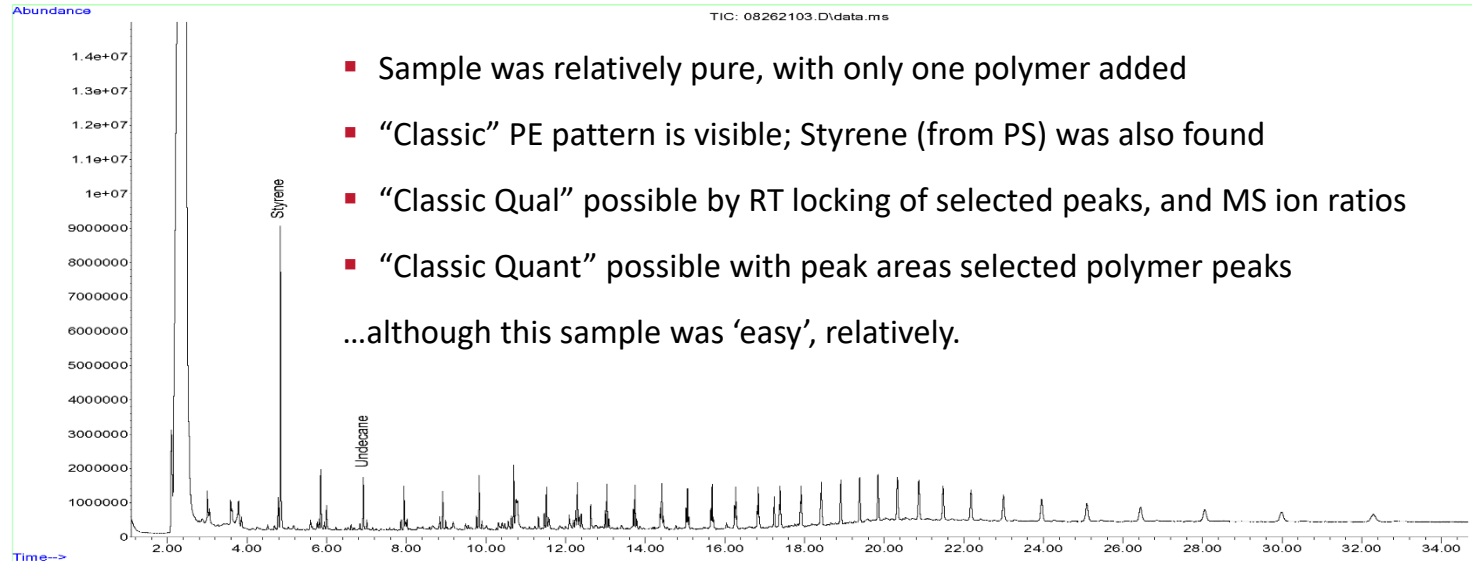 Abundance
TIC: 08262103.D\data.ms
▪ Sample was relatively pure, with only one polymer added
▪ “Classic” PE pattern is visible; Styrene (from PS) was also found
▪ “Classic Qual” possible by RT locking of selected peaks, and MS ion ratios
▪ “Classic Quant” possible with peak areas selected polymer peaks
…although this sample was ‘easy’, relatively.
1.4e+07
1.3e+07
1.2e+07
1.1e+07
1e+07
9000000
8000000
7000000
6000000
5000000
4000000
3000000
2000000
1000000
0
Styrene
Undecane
2.00 4.00 6.00 8.00 10.00 12.00 14.00 16.00 18.00 20.00 22.00 24.00 26.00 28.00 30.00 32.00 34.00
Time-->